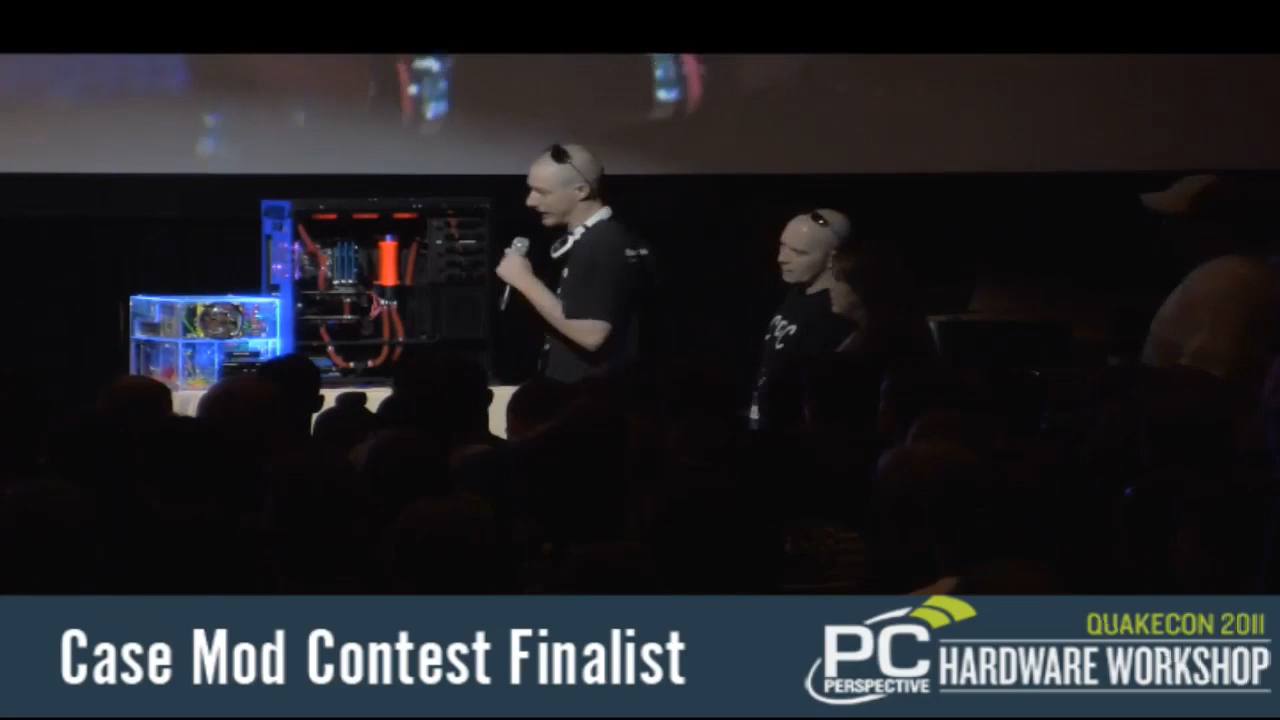 Case Mod Contest Finalist
PC
PERSPECTIVE
QUAKECON 2011
HARDWARE WORKSHOP